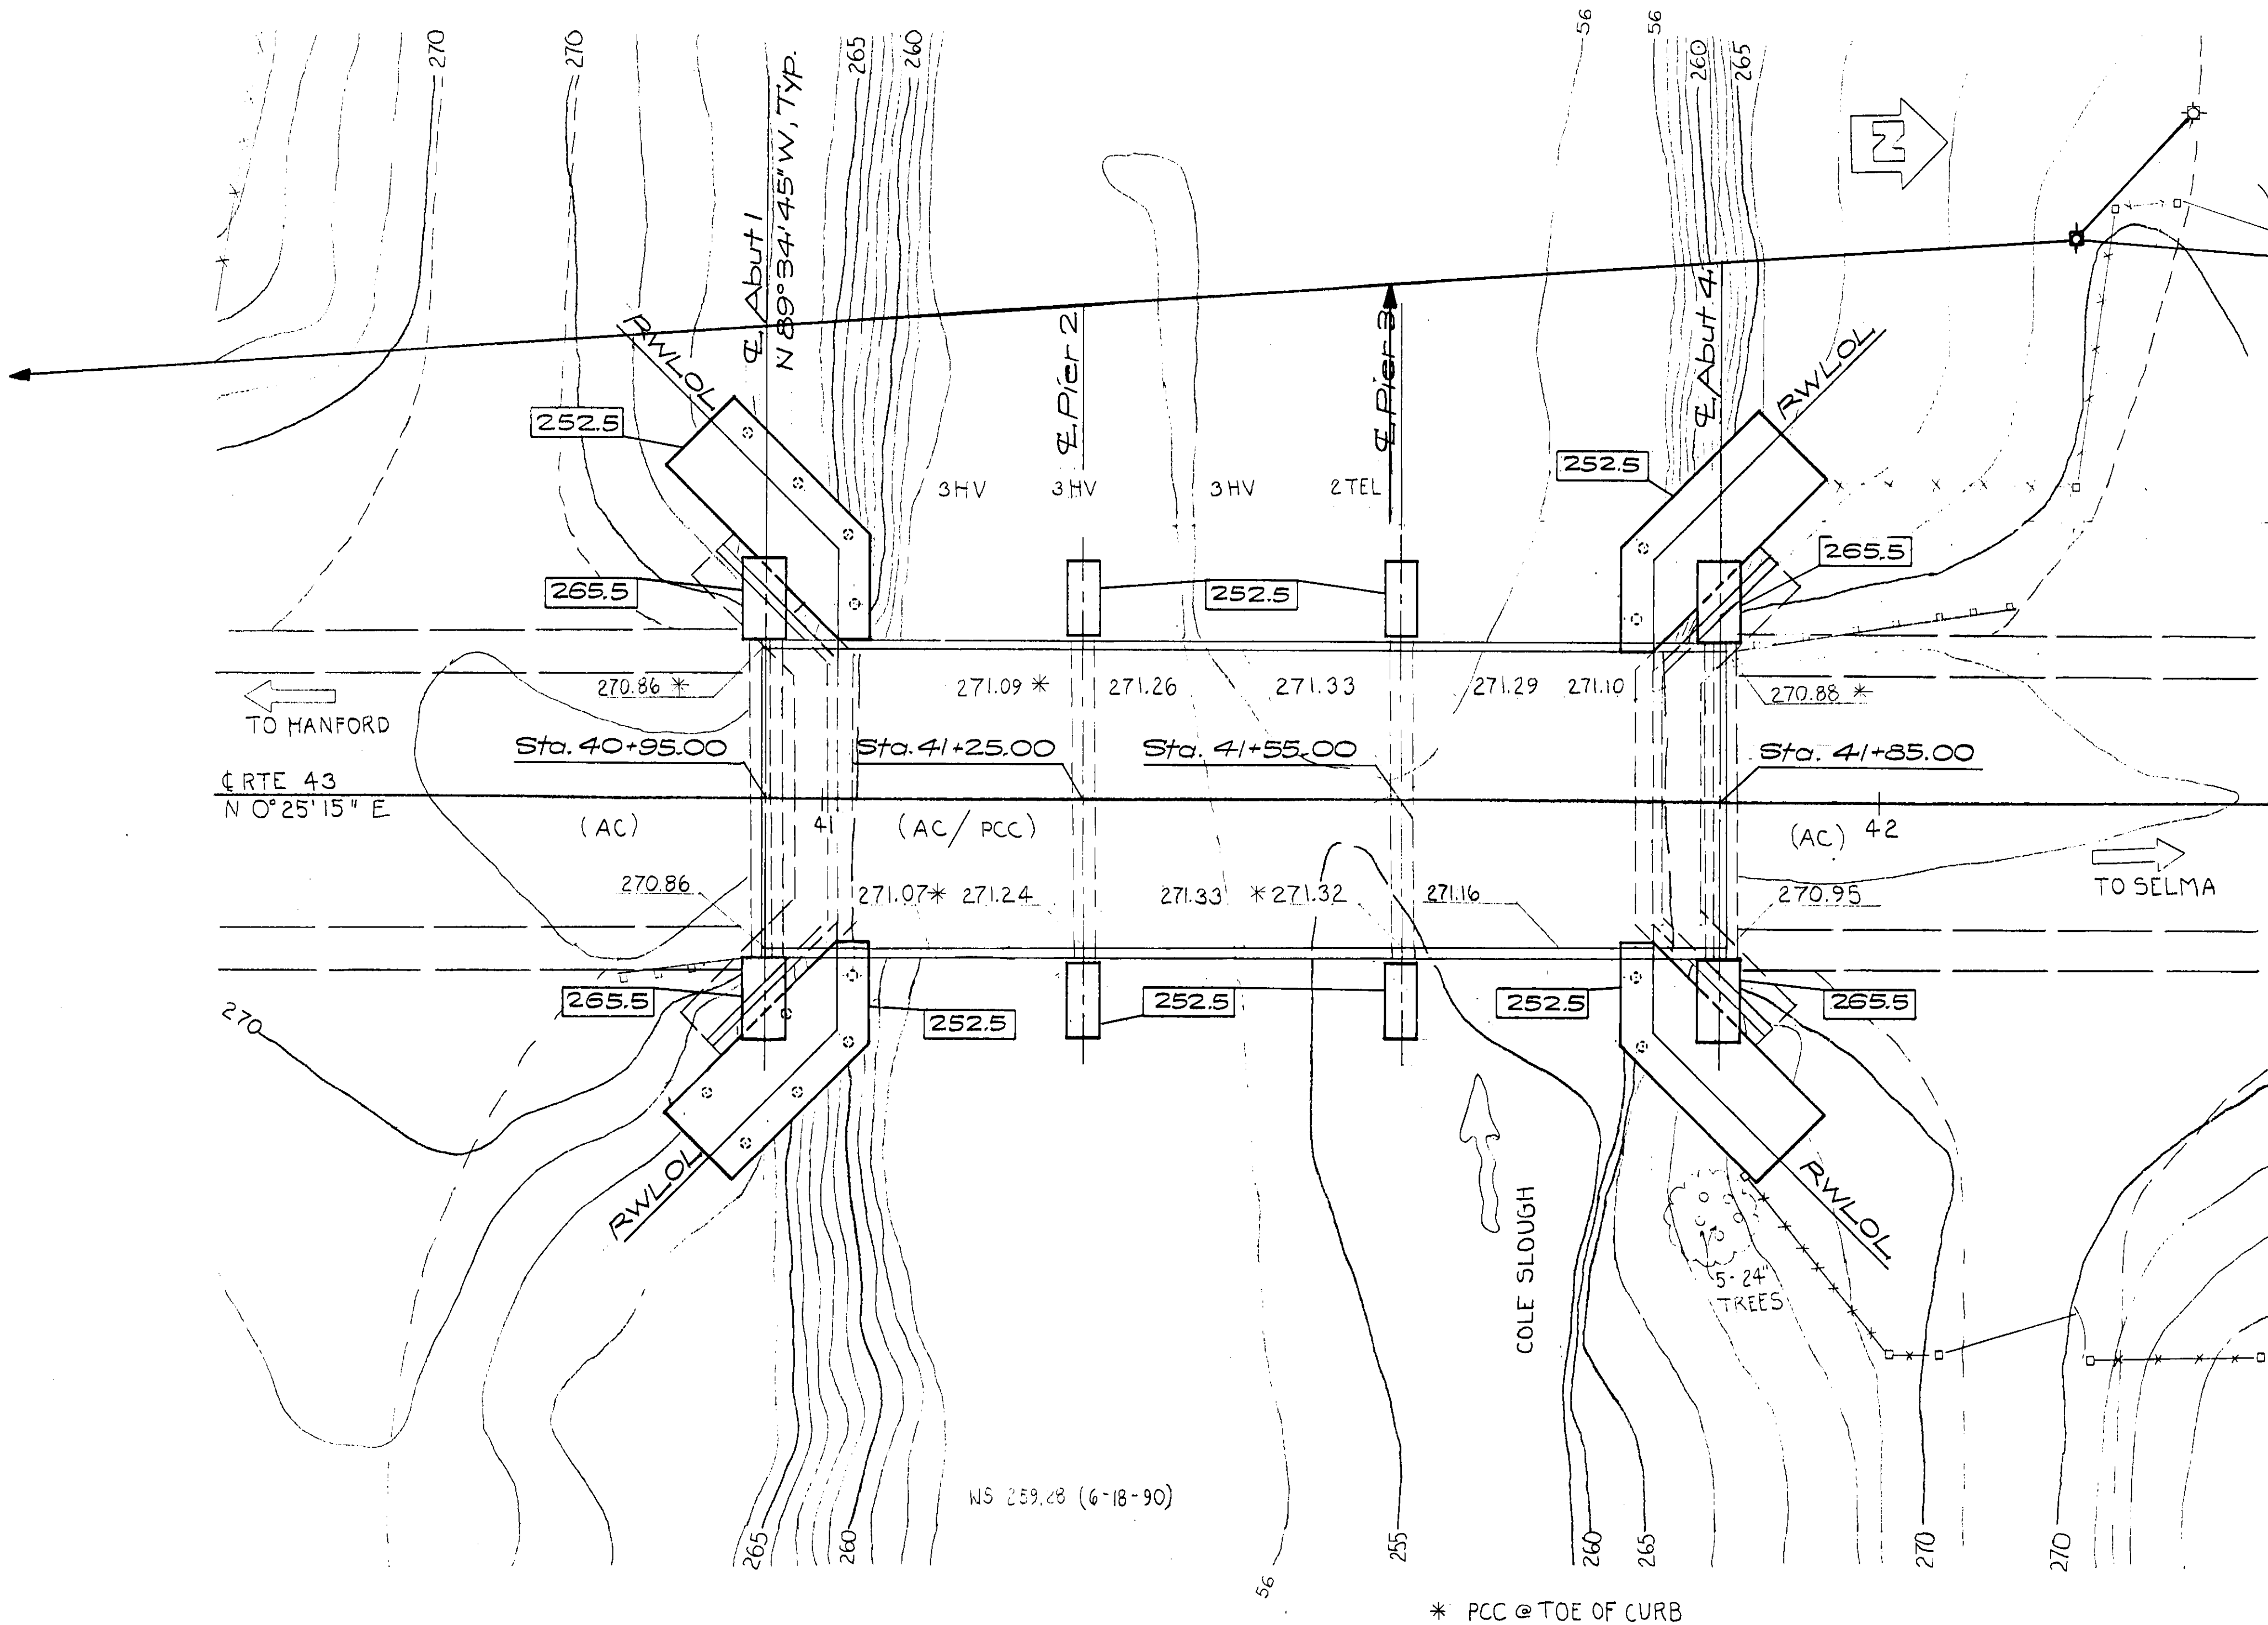 270
270
265
260
56
56
260
265
N
℄ Abut 1
N 89°34'45"W, Typ.
℄ Pier 2
℄ Pier 3
℄ Abut 4
RWLOL
RWLOL
252.5
252.5
3HV
3HV
3HV
2TEL
265.5
252.5
265.5
270.86 *
271.09 *
271.26
271.33
271.29
271.10
270.88 *
TO HANFORD
Sta. 40+95.00
Sta. 41+25.00
Sta. 41+55.00
Sta. 41+85.00
℄ RTE 43
N 0°25'15" E
(AC)
41
(AC/PCC)
(AC)
42
TO SELMA
270.86
271.07*
271.24
271.33
*271.32
271.16
270.95
265.5
252.5
252.5
252.5
265.5
270
RWLOL
RWLOL
COLE SLOUGH
5-24"
TREES
WS 259.28 (6-18-90)
265
260
56
255
260
265
270
270
* PCC @ TOE OF CURB